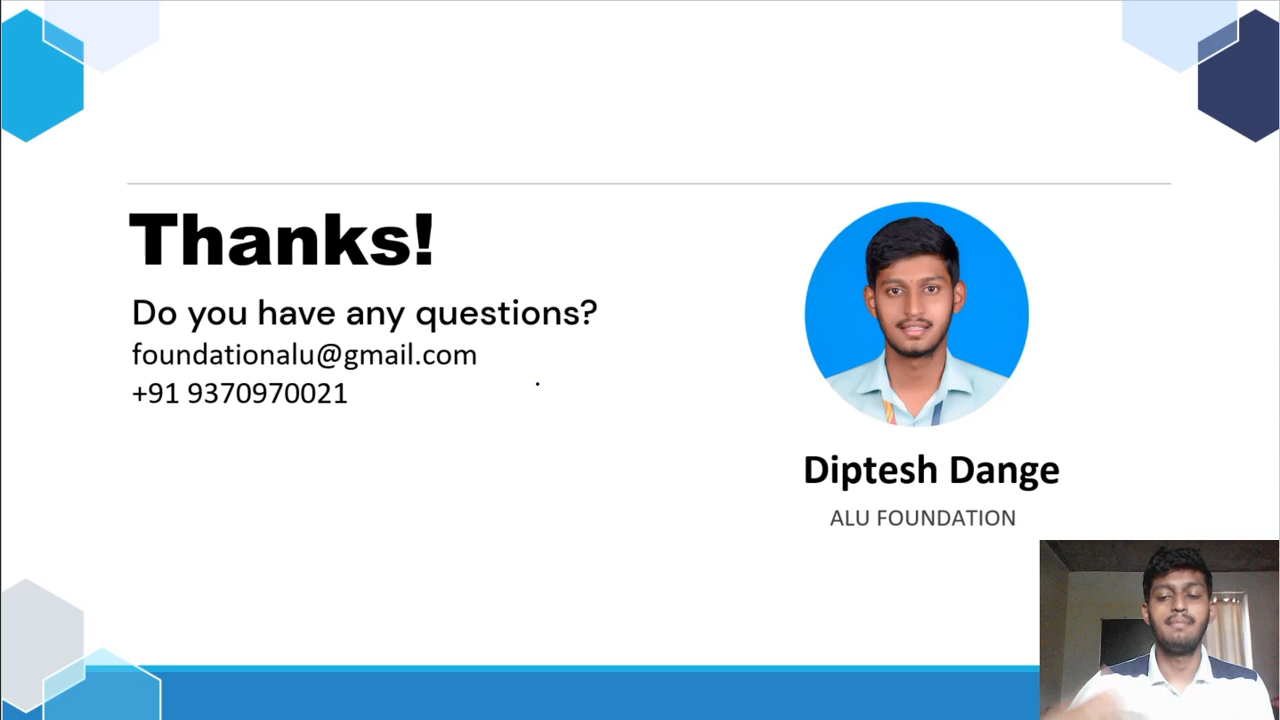 Thanks!
Do you have any questions?
foundationalu@gmail.com
+91 9370970021
Diptesh Dange
ALU FOUNDATION